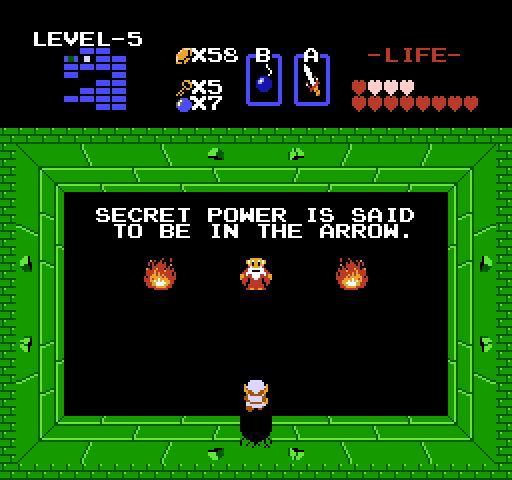 LEVEL-5
X58
B
A
-LIFE-
X5
X7
SECRET POWER IS SAID
TO BE IN THE ARROW.